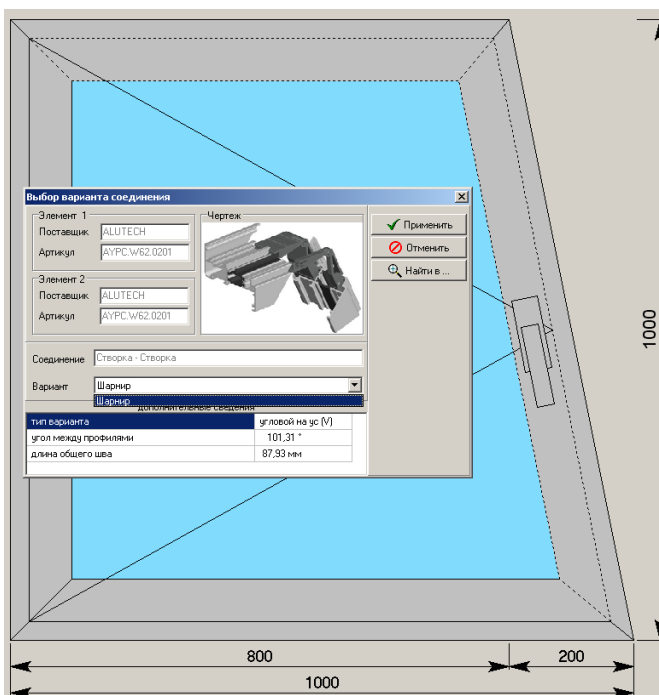 Выбор варианта соединения
Элемент 1
Поставщик ALUTECH
Артикул AYPC.W62.0201
Чертеж
Применить
Отменить
Найти в ...
Элемент 2
Поставщик ALUTECH
Артикул AYPC.W62.0201
Соединение Створка - Створка
Вариант Шарнир
Шарнир
дополнительные сведения
тип варианта угловой на ус (V)
угол между профилями 101,31 °
длина общего шва 87,93 мм
1000
800 200
1000